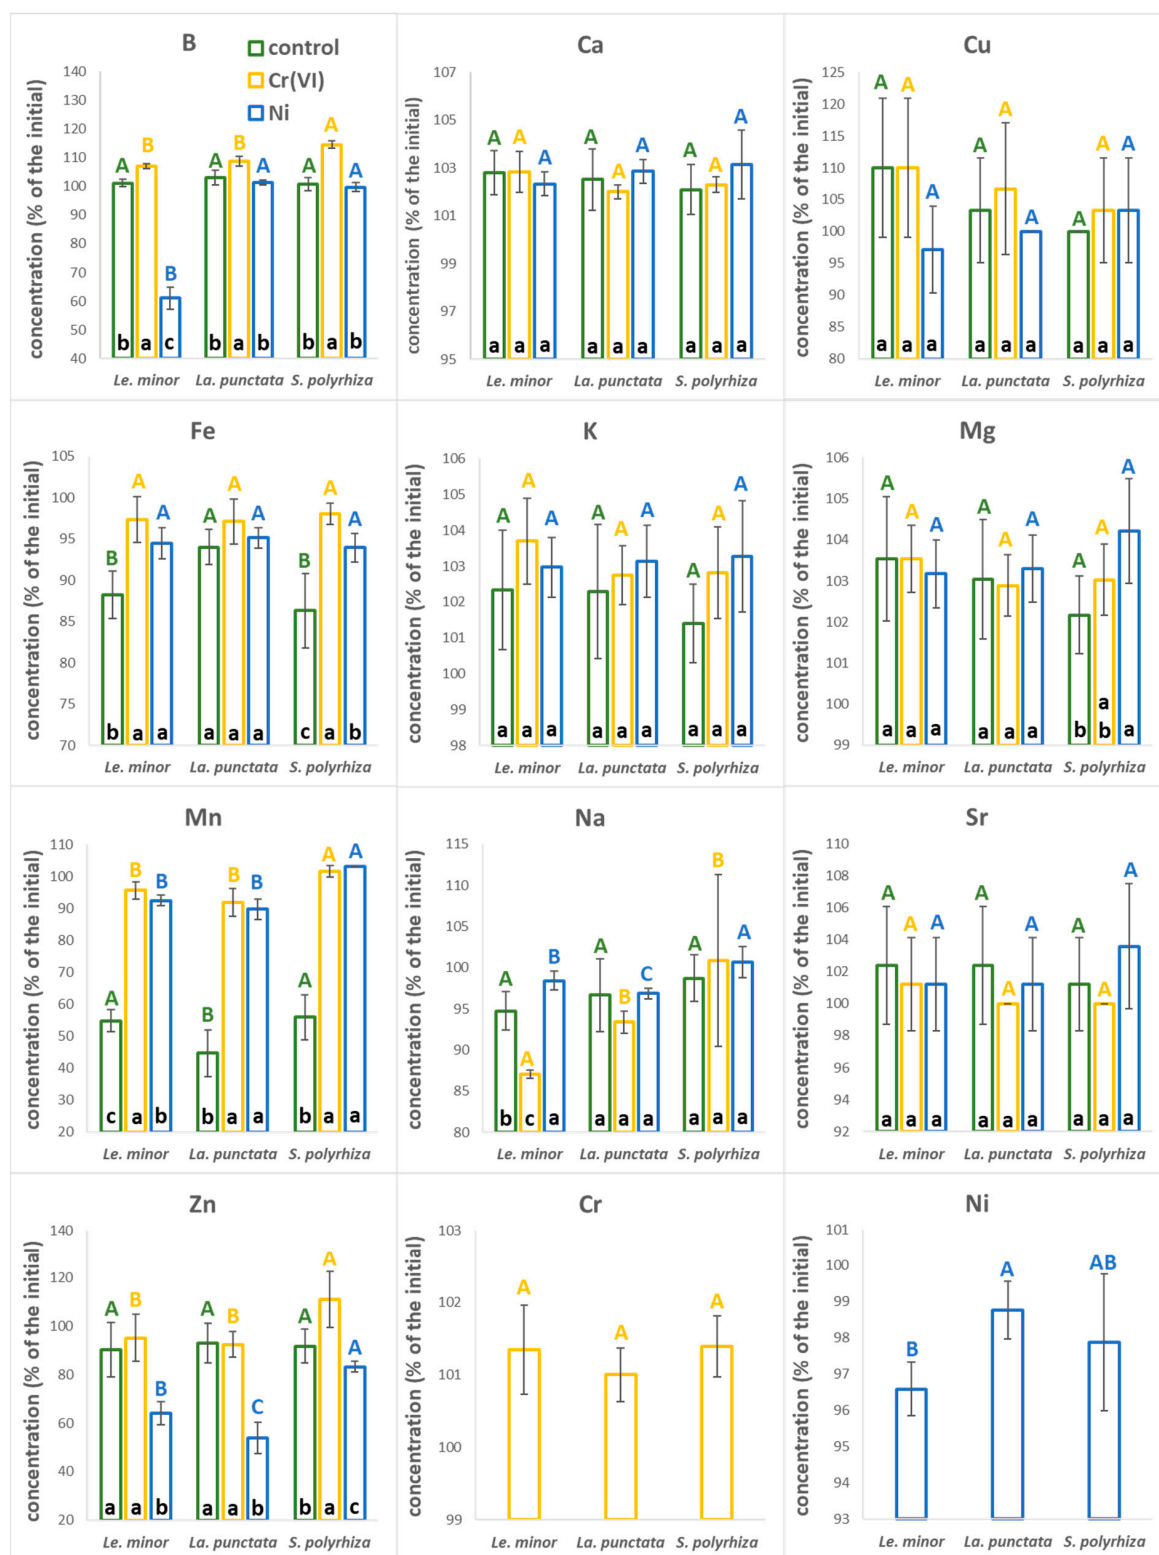 B
control
Cr(VI)
Ni
concentration (% of the initial)
140
130
120
110
100
90
80
70
60
50
40
A B B
A B A
A A A
b a c b a b b a b
Le. minor La. punctata S. polyrhiza
Ca
concentration (% of the initial)
107
105
103
101
99
97
95
A A A A A A A A A
a a a a a a a a a
Le. minor La. punctata S. polyrhiza
Cu
concentration (% of the initial)
125
120
115
110
105
100
95
90
85
80
A A A A A A A A A
a a a a a a a a a
Le. minor La. punctata S. polyrhiza
Fe
concentration (% of the initial)
105
100
95
90
85
80
75
70
B A A A A A B A A
b a a a a a c a b
Le. minor La. punctata S. polyrhiza
K
concentration (% of the initial)
106
105
104
103
102
101
100
99
98
A A A A A A A A A
a a a a a a a a a
Le. minor La. punctata S. polyrhiza
Mg
concentration (% of the initial)
106
105
104
103
102
101
100
99
A A A A A A A A A
a
a a a a a a b b a
Le. minor La. punctata S. polyrhiza
Mn
concentration (% of the initial)
110
100
90
80
70
60
50
40
30
20
A B B B B B A A A
c a b b a a b a a
Le. minor La. punctata S. polyrhiza
Na
concentration (% of the initial)
115
110
105
100
95
90
85
80
A A B A B C A B A
b c a a a a a a a
Le. minor La. punctata S. polyrhiza
Sr
concentration (% of the initial)
110
108
106
104
102
100
98
96
94
92
A A A A A A A A A
a a a a a a a a a
Le. minor La. punctata S. polyrhiza
Zn
concentration (% of the initial)
140
120
100
80
60
40
20
A B B A B C A A A
a a b a a b b a c
Le. minor La. punctata S. polyrhiza
Cr
concentration (% of the initial)
103
102
101
100
99
A A A
Le. minor La. punctata S. polyrhiza
Ni
concentration (% of the initial)
101
100
99
98
97
96
95
94
93
B A AB
Le. minor La. punctata S. polyrhiza